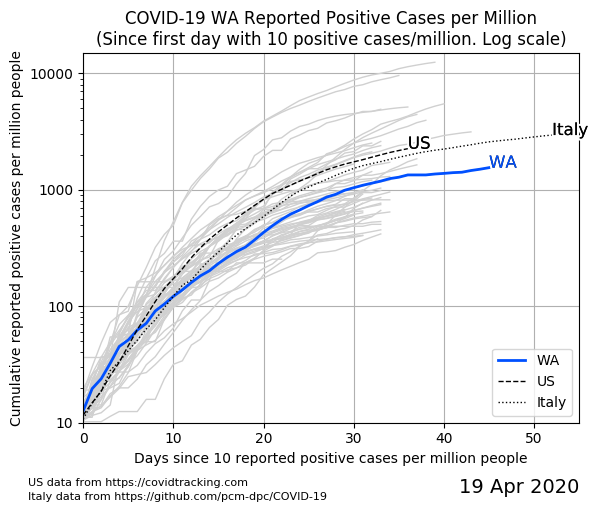 COVID-19 WA Reported Positive Cases per Million
(Since first day with 10 positive cases/million. Log scale)
Cumulative reported positive cases per million people
10000
1000
100
10
US
Italy
WA
WA
US
Italy
0
10
20
30
40
50
Days since 10 reported positive cases per million people
US data from https://covidtracking.com
Italy data from https://github.com/pcm-dpc/COVID-19
19 Apr 2020